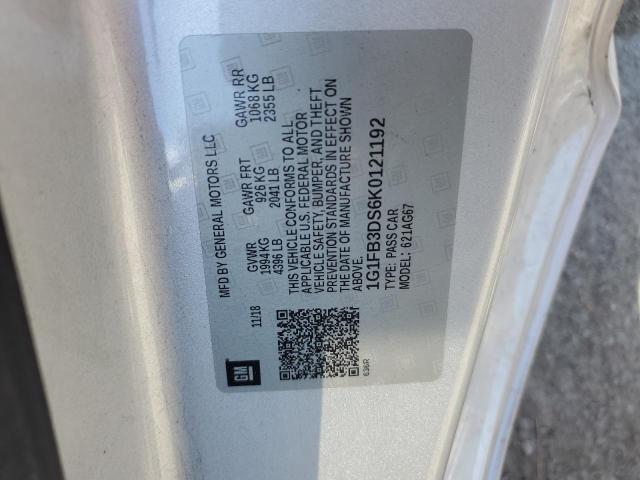 MFD BY GENERAL MOTORS LLC
11/18
GVWR GAWR FRT GAWR RR
1994KG 926 KG 1068 KG
4396 LB 2041 LB 2355 LB
THIS VEHICLE CONFORMS TO ALL
APPLICABLE U.S. FEDERAL MOTOR
VEHICLE SAFETY, BUMPER, AND THEFT
PREVENTION STANDARDS IN EFFECT ON
THE DATE OF MANUFACTURE SHOWN
1G1FB3DS6K0121192
TYPE: PASS CAR
MODEL: 621AG67
GM